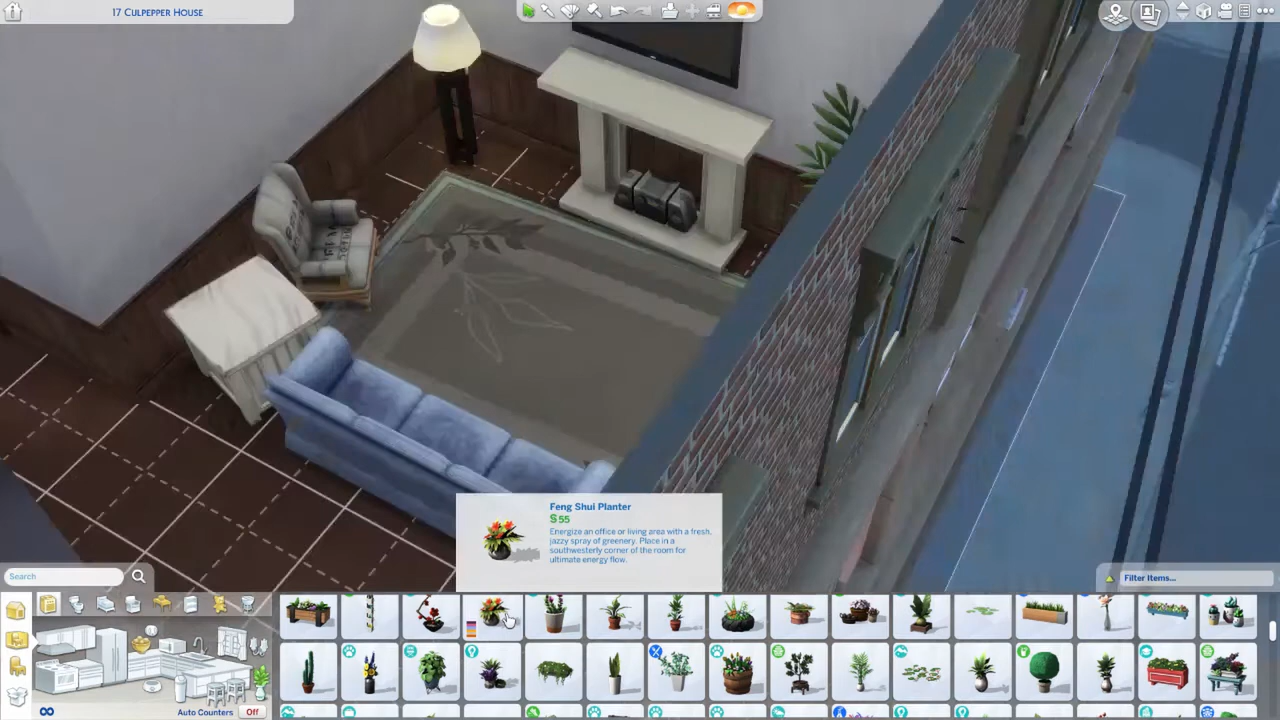 17 Culpepper House
Feng Shui Planter
§55
Energize an office or living area with a fresh,
jazzy spray of greenery. Place in a
southwesterly corner of the room for
ultimate energy flow.
Search
Filter Items...
Auto Counters Off